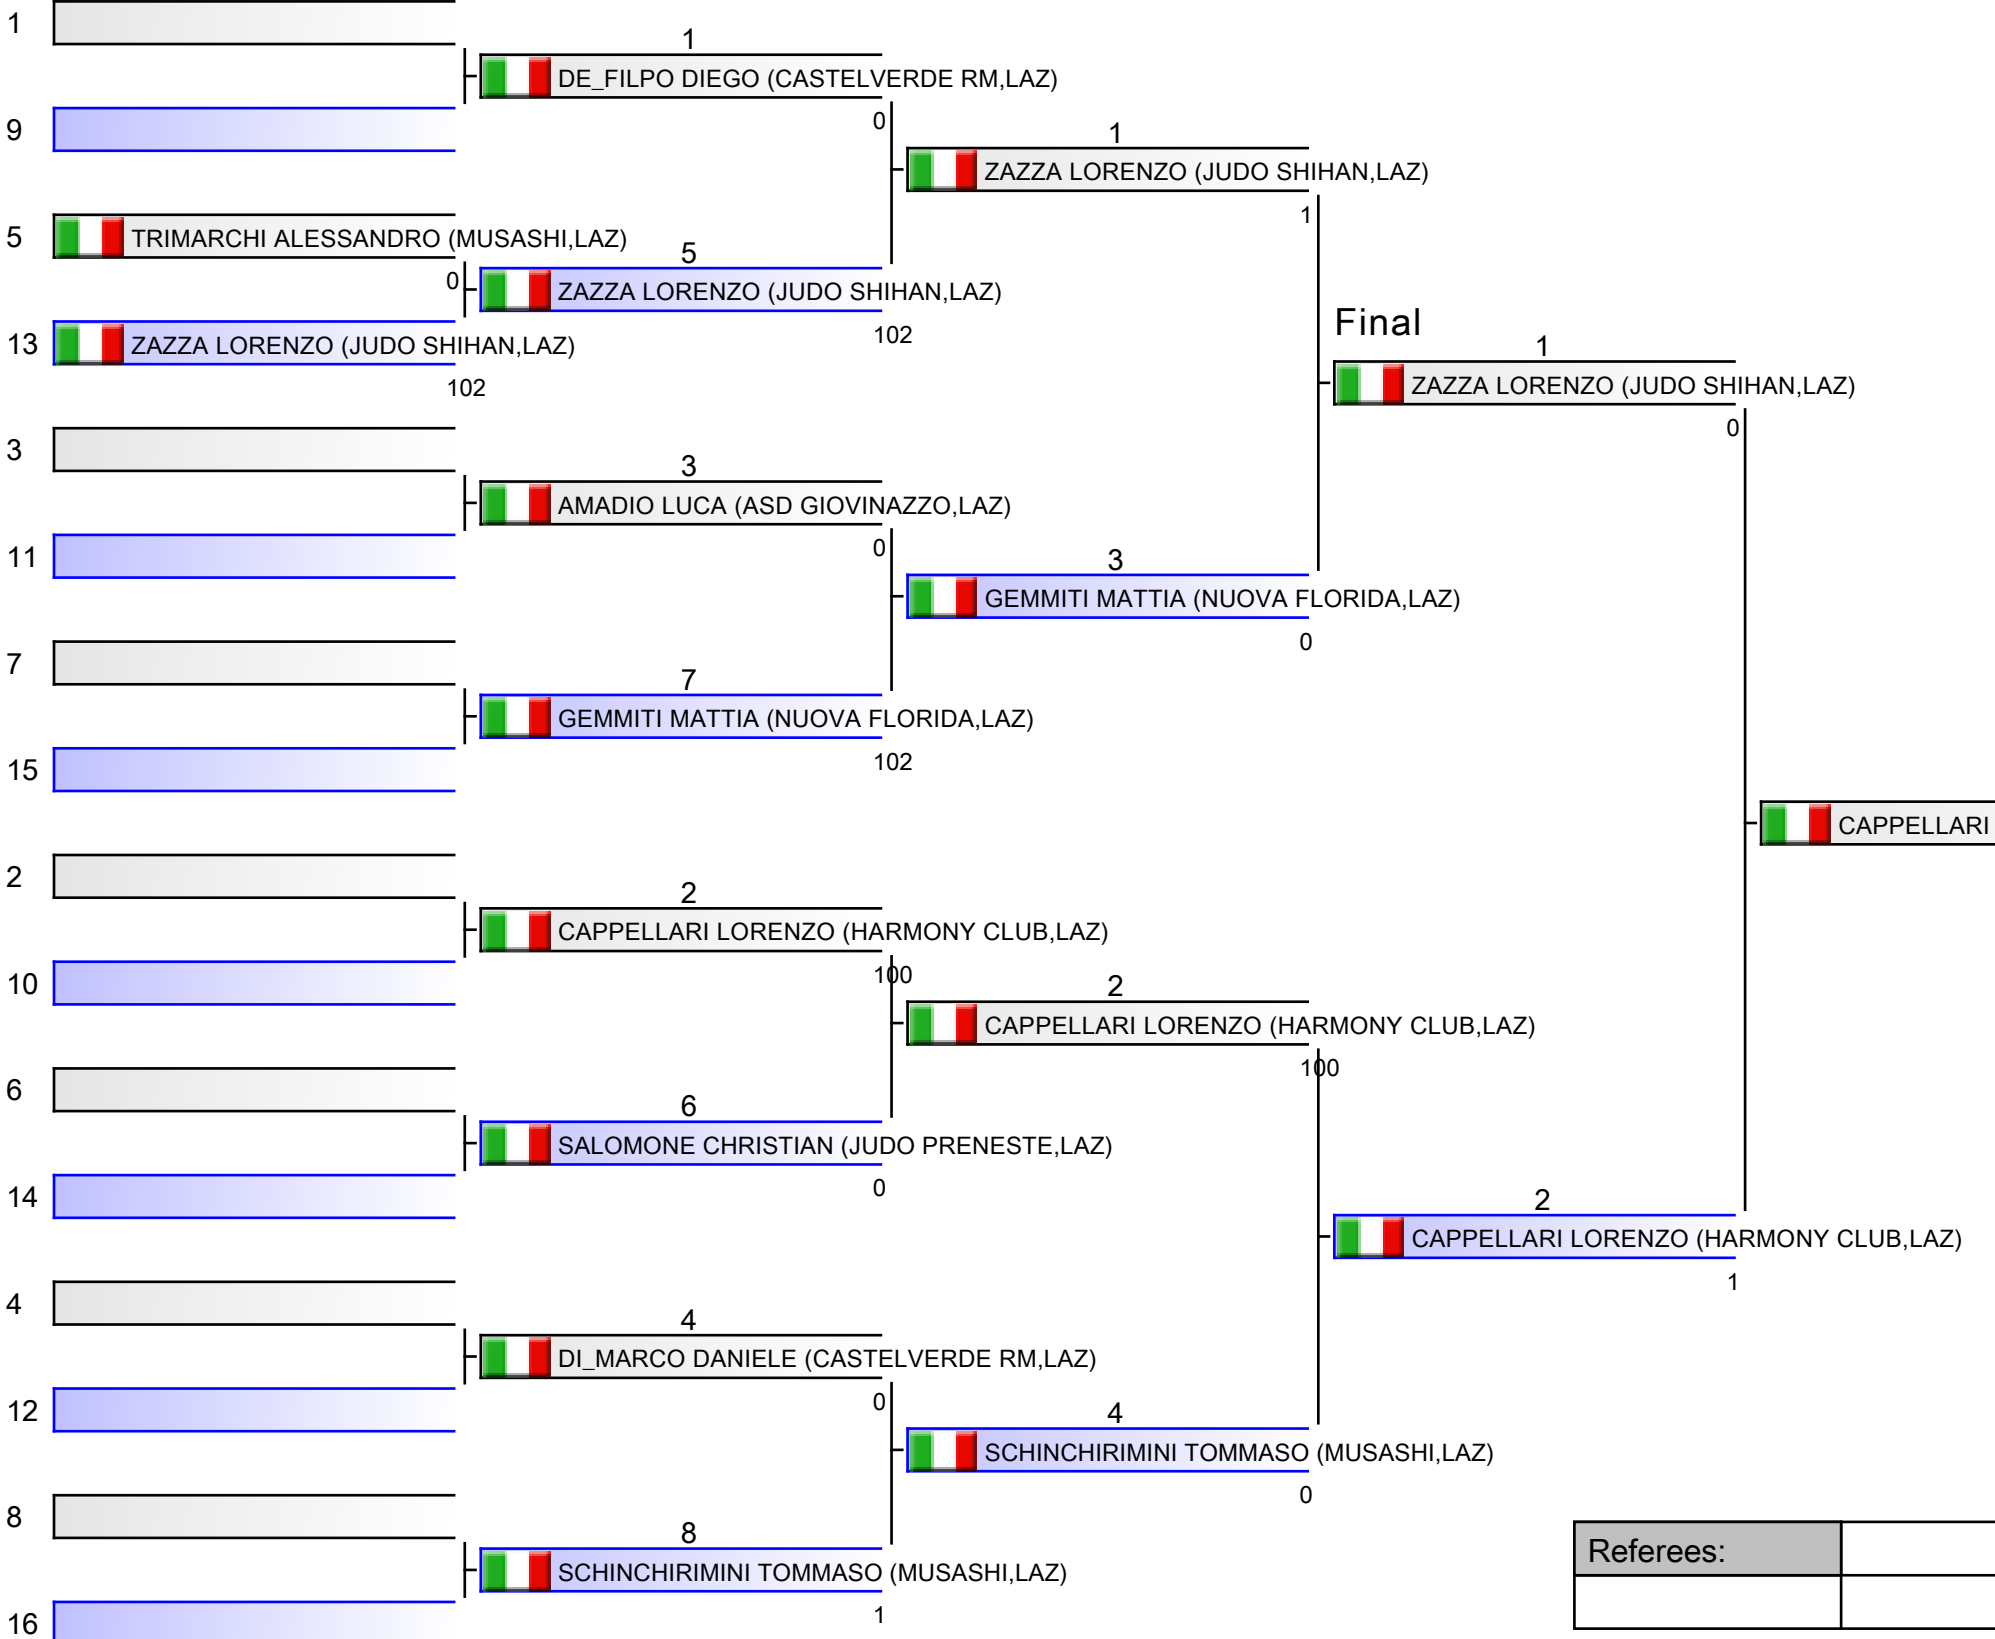 1
1
DE_FILPO DIEGO (CASTELVERDE RM,LAZ)
0
9
1
ZAZZA LORENZO (JUDO SHIHAN,LAZ)
1
5
TRIMARCHI ALESSANDRO (MUSASHI,LAZ)
0
5
ZAZZA LORENZO (JUDO SHIHAN,LAZ)
102
13
ZAZZA LORENZO (JUDO SHIHAN,LAZ)
102
Final
1
ZAZZA LORENZO (JUDO SHIHAN,LAZ)
0
3
3
AMADIO LUCA (ASD GIOVINAZZO,LAZ)
0
11
3
GEMMITI MATTIA (NUOVA FLORIDA,LAZ)
0
7
7
GEMMITI MATTIA (NUOVA FLORIDA,LAZ)
102
15
CAPPELLARI
2
2
CAPPELLARI LORENZO (HARMONY CLUB,LAZ)
100
10
2
CAPPELLARI LORENZO (HARMONY CLUB,LAZ)
100
6
6
SALOMONE CHRISTIAN (JUDO PRENESTE,LAZ)
0
14
2
CAPPELLARI LORENZO (HARMONY CLUB,LAZ)
1
4
4
DI_MARCO DANIELE (CASTELVERDE RM,LAZ)
0
12
4
SCHINCHIRIMINI TOMMASO (MUSASHI,LAZ)
0
8
8
SCHINCHIRIMINI TOMMASO (MUSASHI,LAZ)
1
16
Referees: